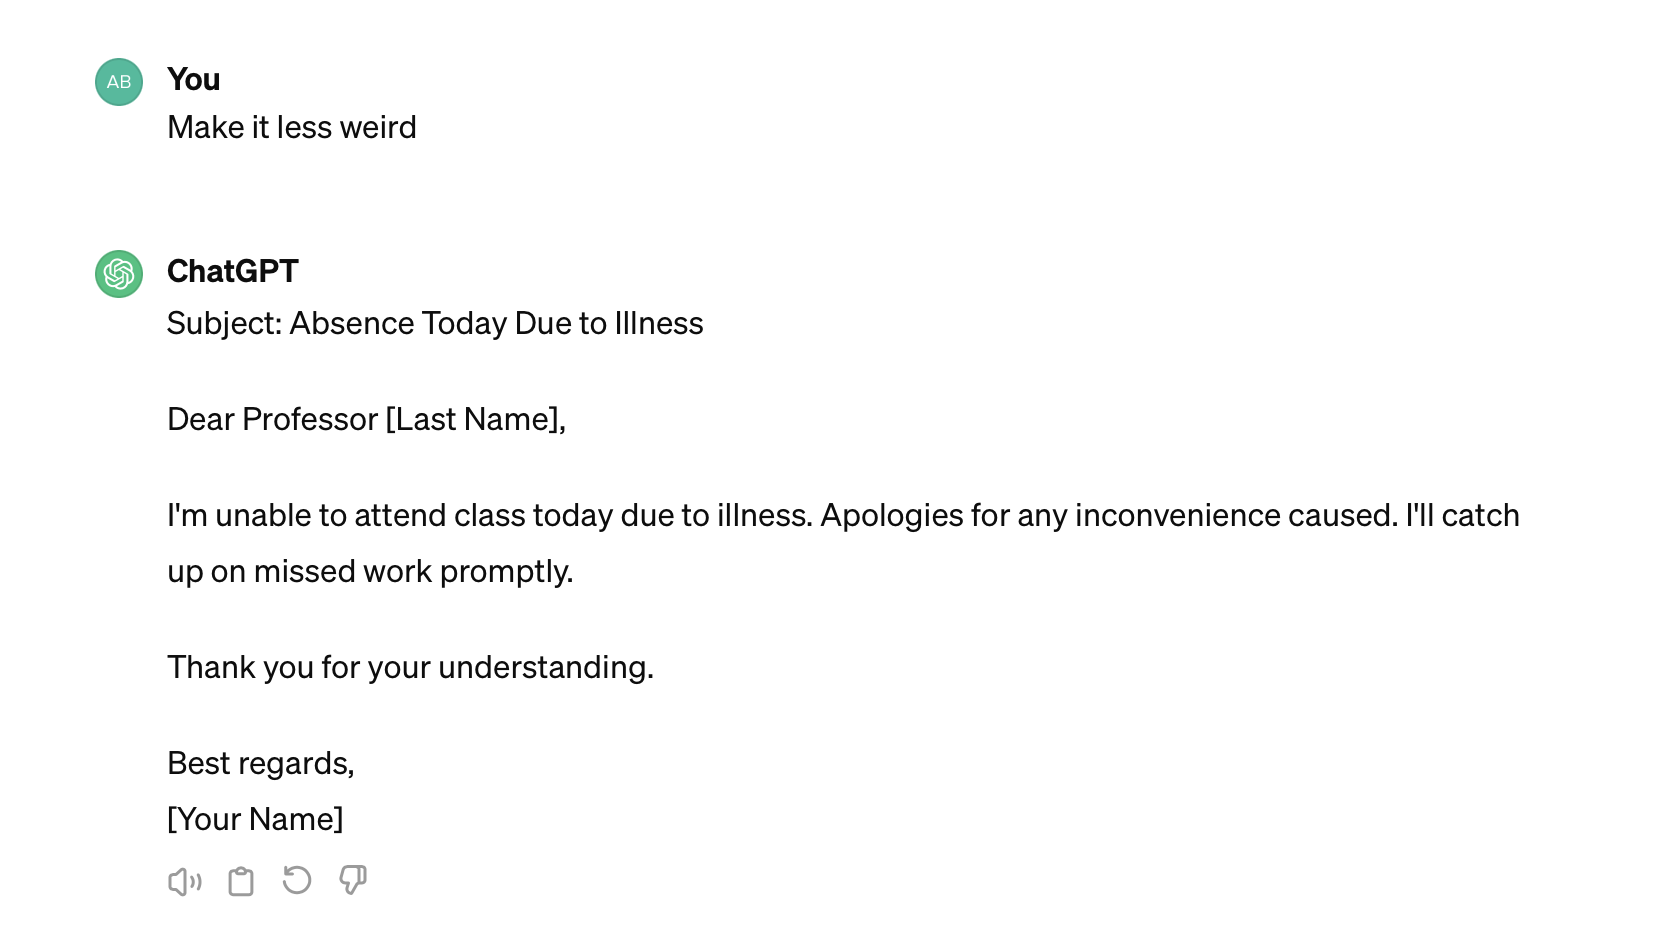 AB
You
Make it less weird
ChatGPT
Subject: Absence Today Due to Illness
Dear Professor [Last Name],
I'm unable to attend class today due to illness. Apologies for any inconvenience caused. I'll catch
up on missed work promptly.
Thank you for your understanding.
Best regards,
[Your Name]